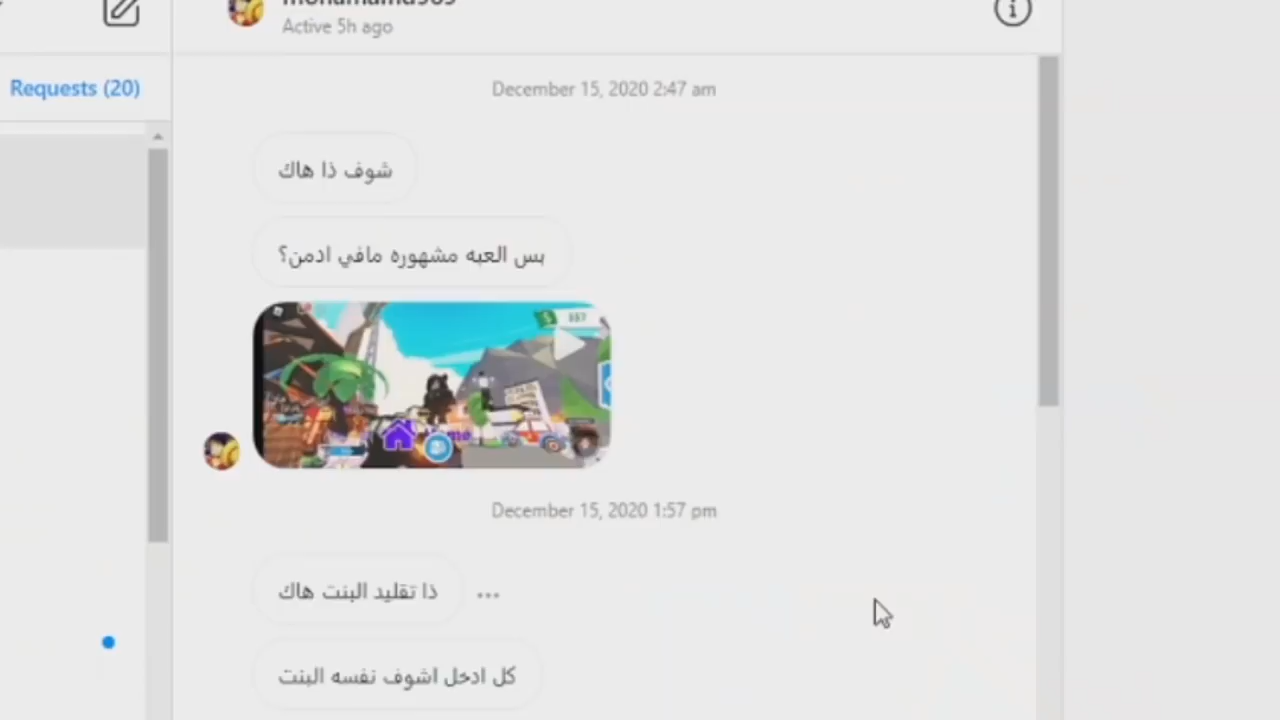 Active 5h ago
Requests (20)
December 15, 2020 2:47 am
شوف ذا هاك
بس العبه مشهوره مافي ادمن؟
December 15, 2020 1:57 pm
ذا تقليد البنت هاك
كل ادخل اشوف نفسه البنت